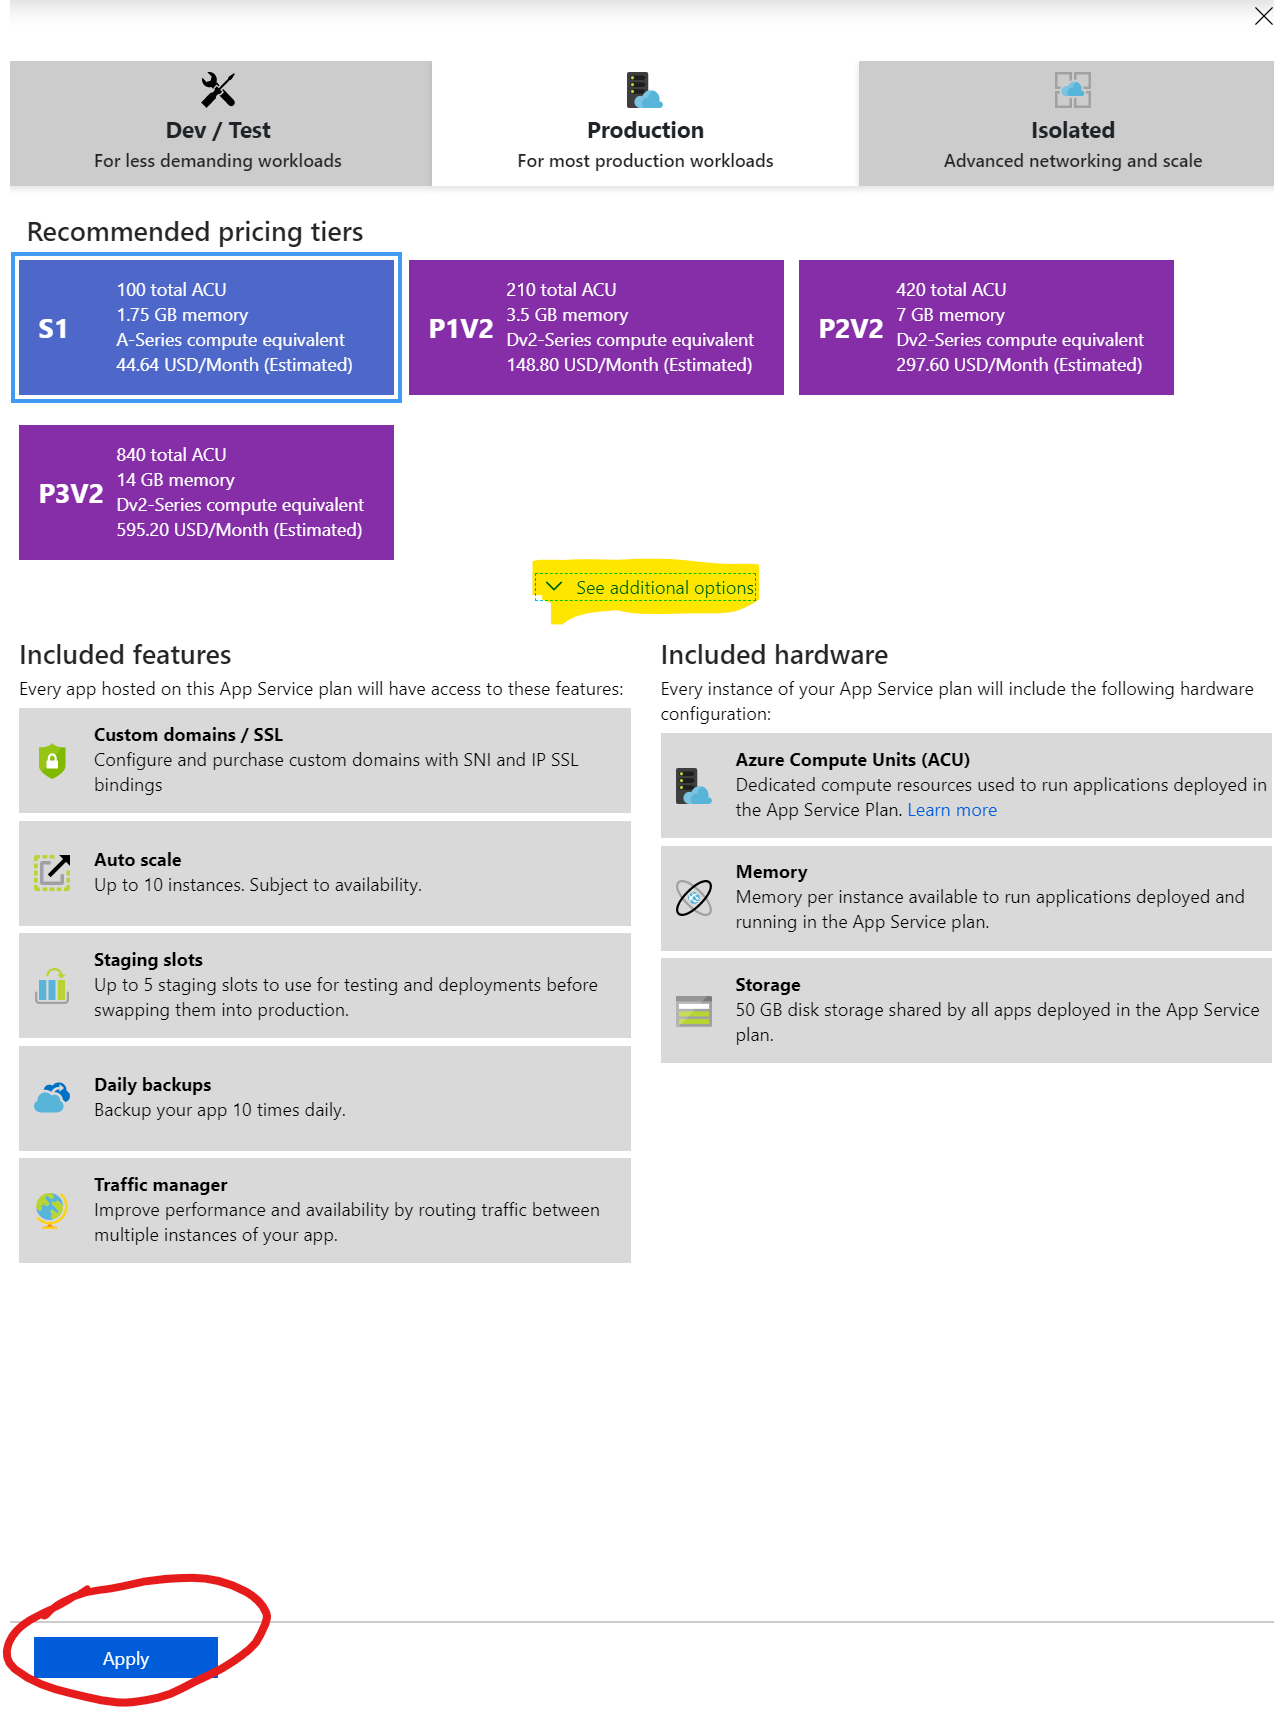 Dev / Test
For less demanding workloads
Production
For most production workloads
Isolated
Advanced networking and scale
Recommended pricing tiers
S1
100 total ACU
1.75 GB memory
A-Series compute equivalent
44.64 USD/Month (Estimated)
P1V2
210 total ACU
3.5 GB memory
Dv2-Series compute equivalent
148.80 USD/Month (Estimated)
P2V2
420 total ACU
7 GB memory
Dv2-Series compute equivalent
297.60 USD/Month (Estimated)
P3V2
840 total ACU
14 GB memory
Dv2-Series compute equivalent
595.20 USD/Month (Estimated)
See additional options
Included features
Every app hosted on this App Service plan will have access to these features:
Custom domains / SSL
Configure and purchase custom domains with SNI and IP SSL
bindings
Auto scale
Up to 10 instances. Subject to availability.
Staging slots
Up to 5 staging slots to use for testing and deployments before
swapping them into production.
Daily backups
Backup your app 10 times daily.
Traffic manager
Improve performance and availability by routing traffic between
multiple instances of your app.
Included hardware
Every instance of your App Service plan will include the following hardware
configuration:
Azure Compute Units (ACU)
Dedicated compute resources used to run applications deployed in
the App Service Plan. Learn more
Memory
Memory per instance available to run applications deployed and
running in the App Service plan.
Storage
50 GB disk storage shared by all apps deployed in the App Service
plan.
Apply